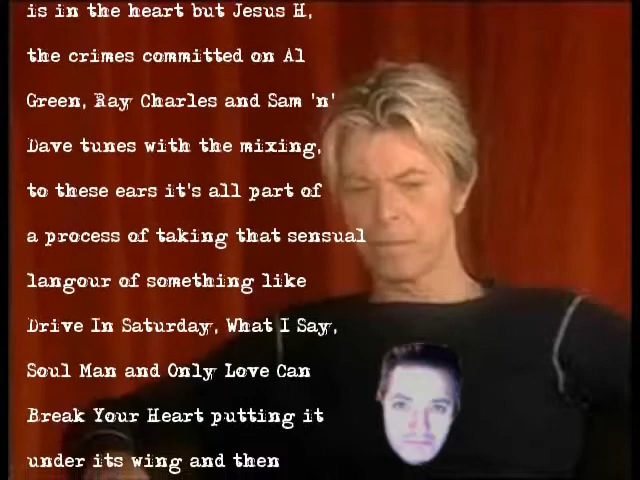 is in the heart but Jesus H,
the crimes committed on Al
Green, Ray Charles and Sam 'n'
Dave tunes with the mixing,
to these ears it's all part of
a process of taking that sensual
langour of something like
Drive In Saturday, What I Say,
Soul Man and Only Love Can
Break Your Heart putting it
under its wing and then